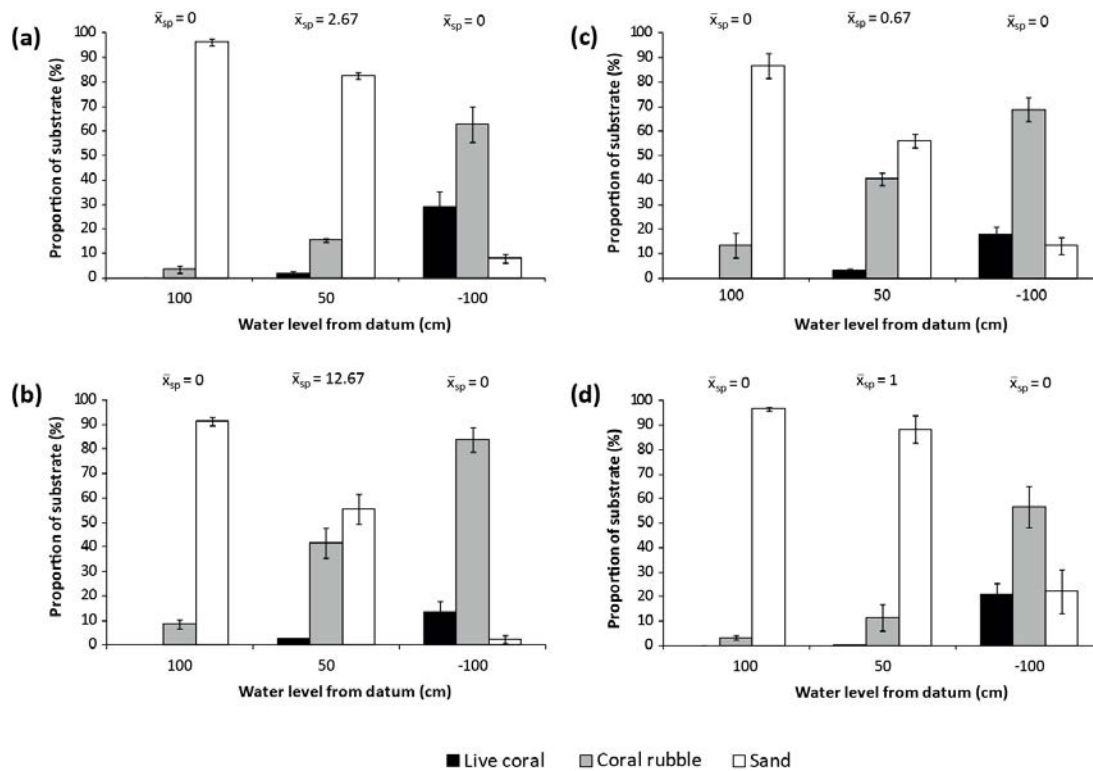 (a)
x̄sp = 0 x̄sp = 2.67 x̄sp = 0
Proportion of substrate (%)
100
90
80
70
60
50
40
30
20
10
0
100 50 -100
Water level from datum (cm)
(c)
x̄sp = 0 x̄sp = 0.67 x̄sp = 0
Proportion of substrate (%)
100
90
80
70
60
50
40
30
20
10
0
100 50 -100
Water level from datum (cm)
(b)
x̄sp = 0 x̄sp = 12.67 x̄sp = 0
Proportion of substrate (%)
100
90
80
70
60
50
40
30
20
10
0
100 50 -100
Water level from datum (cm)
(d)
x̄sp = 0 x̄sp = 1 x̄sp = 0
Proportion of substrate (%)
100
90
80
70
60
50
40
30
20
10
0
100 50 -100
Water level from datum (cm)
Live coral Coral rubble Sand